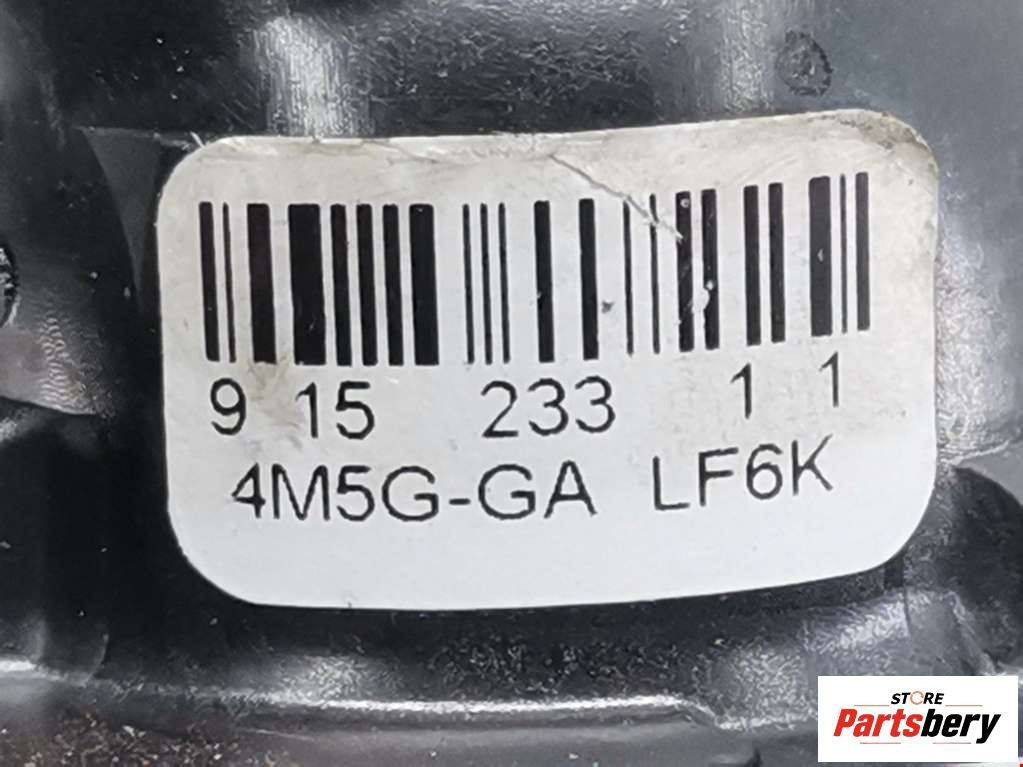 9 15 233 1 1
4M5G-GA LF6K
STORE
Partsbery